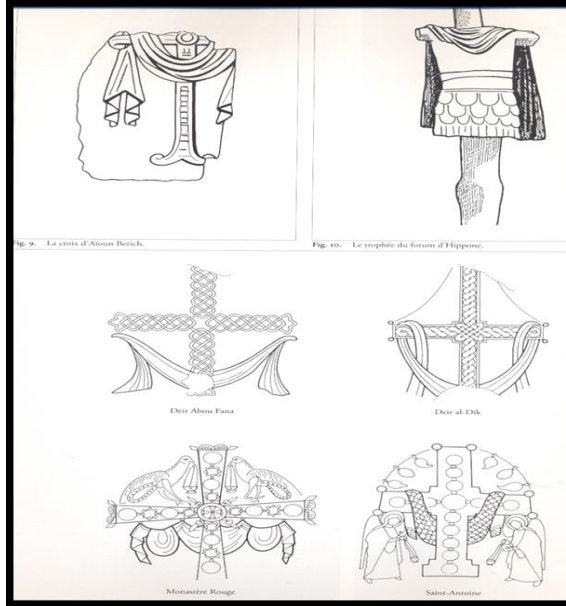 Fig. 9. La croix d'Aïoun Berich.
Fig. 10. Le trophée du forum d'Hippone.
Deir Abou Fana
Deir al-Dik
Monastère Rouge
Saint-Antoine